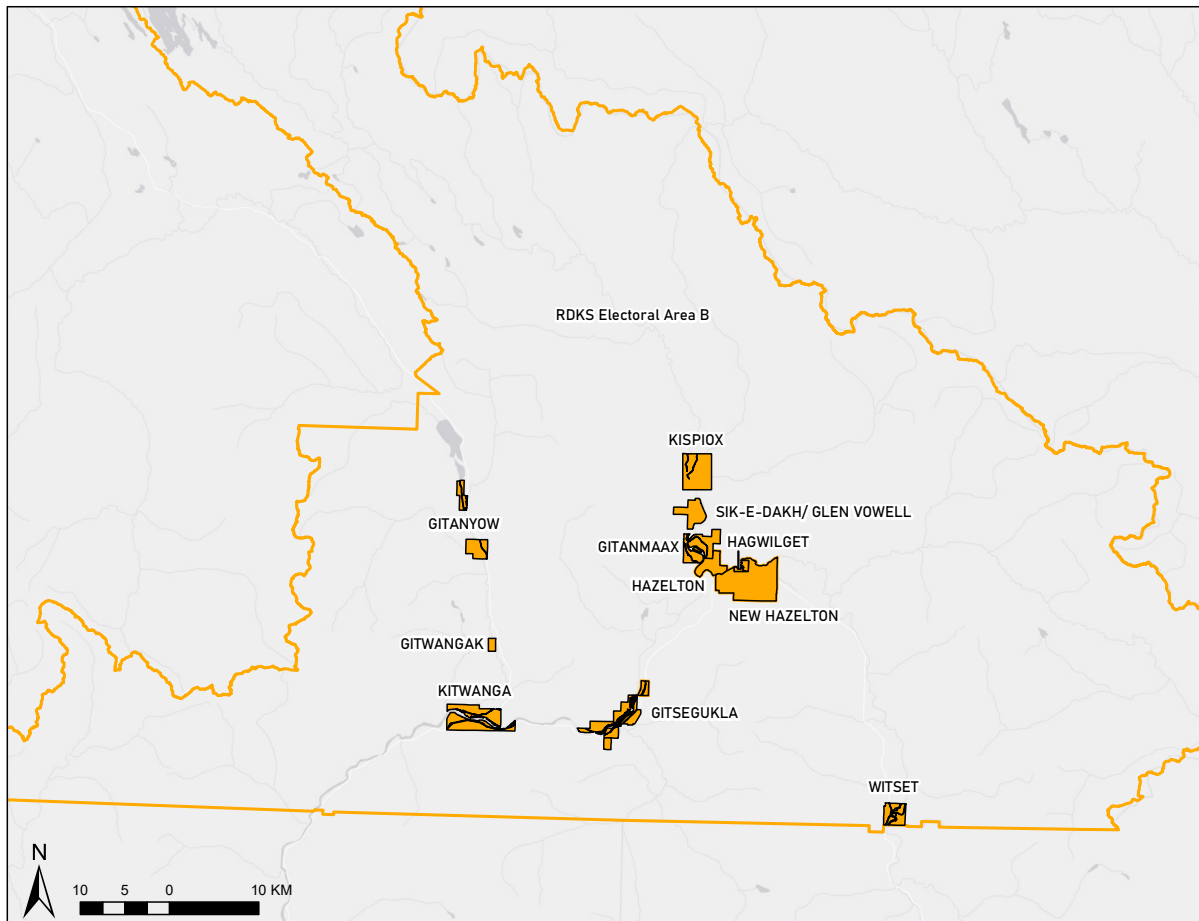 RDKS Electoral Area B
KISPIOX
SIK-E-DAKH/ GLEN VOWELL
GITANYOW
GITANMAAX
HAGWILGET
HAZELTON
NEW HAZELTON
GITWANGAK
KITWANGA
GITSEGUKLA
WITSET
N
10 5 0 10 KM